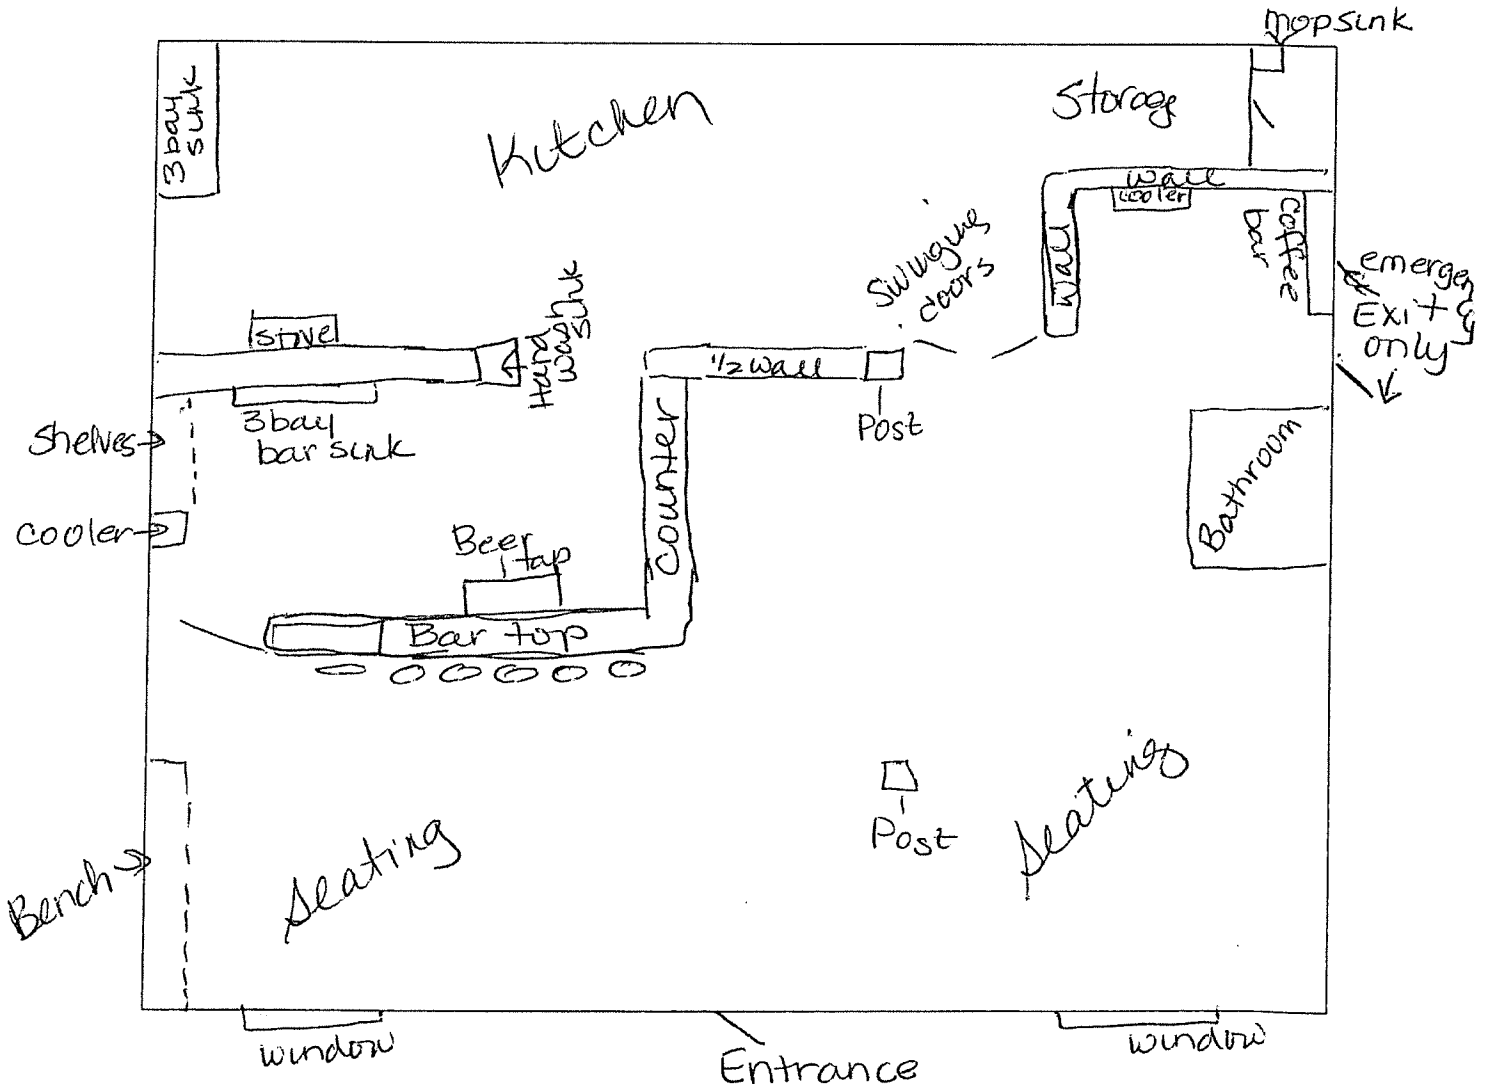 mop sink
3 bay
sink
Kitchen
Storage
wall
cooler
coffee
bar
wall
Swinging
doors
emergency
Exit
only
stove
Hand
wash
sink
1/2 wall
Post
3 bay
bar sink
Shelves
counter
Bathroom
cooler
Beer
tap
Bar top
Post
Seating
Seating
Bench
window
Entrance
window